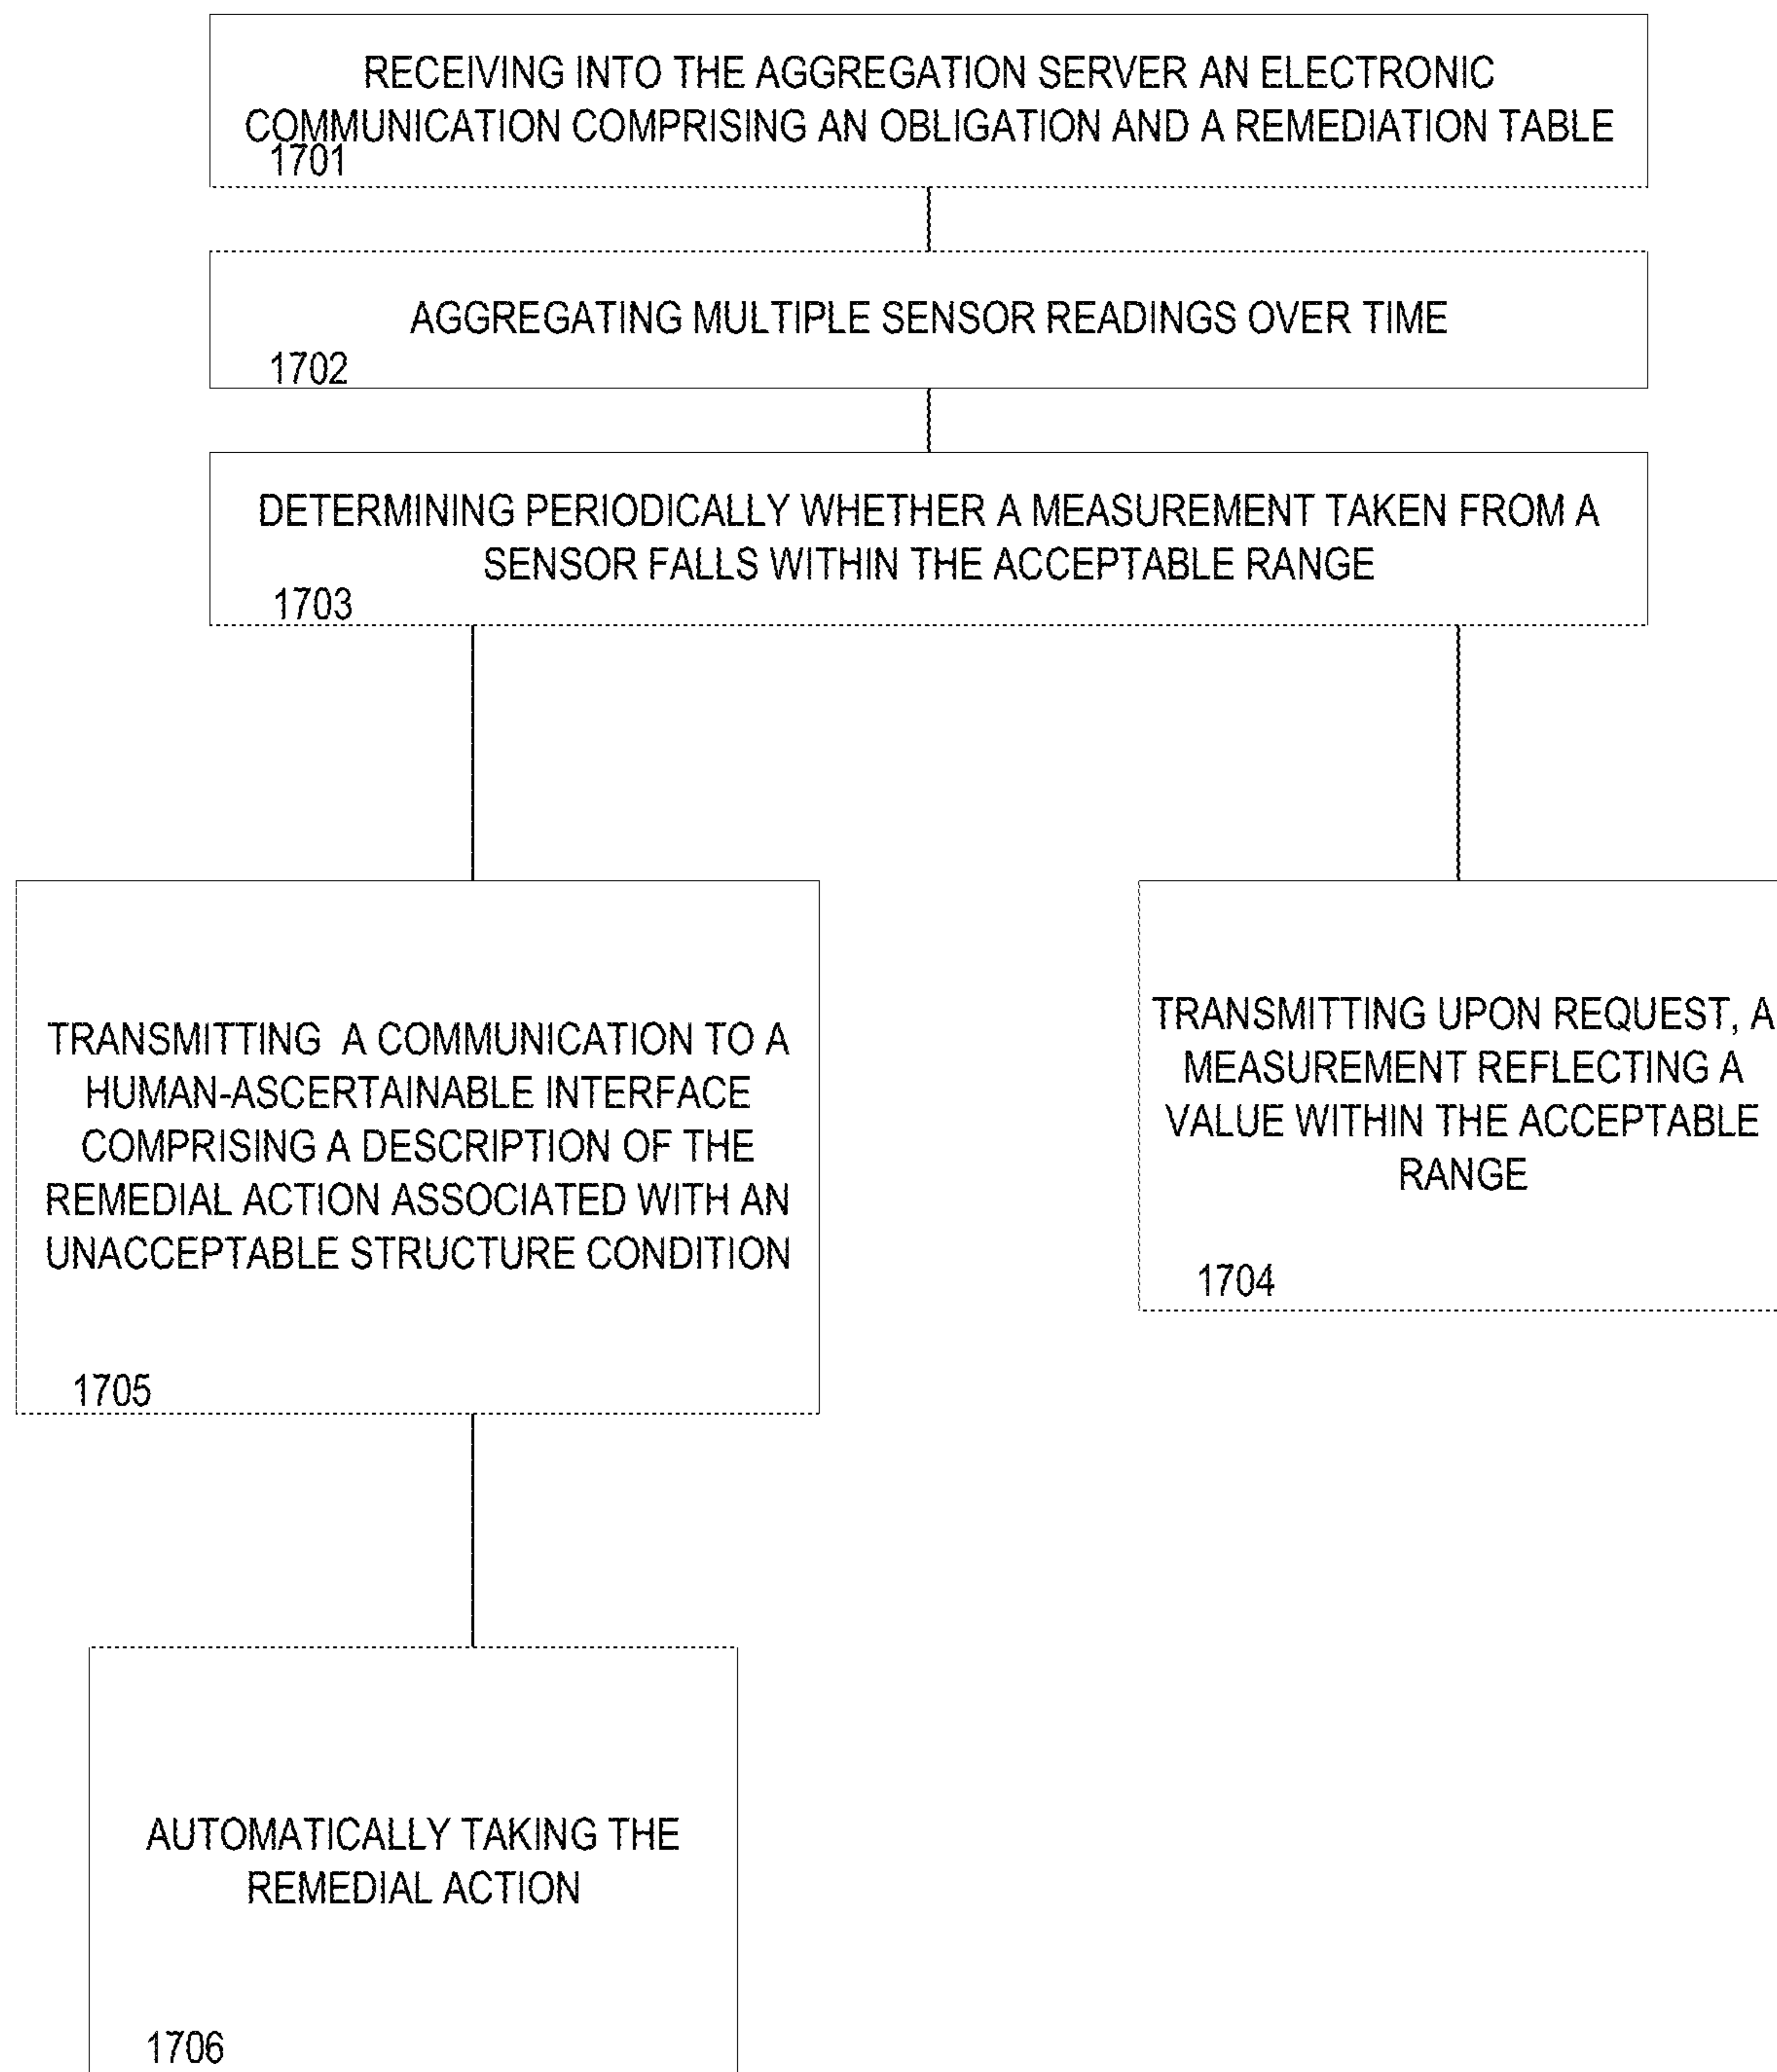 RECEIVING INTO THE AGGREGATION SERVER AN ELECTRONIC
COMMUNICATION COMPRISING AN OBLIGATION AND A REMEDIATION TABLE
1701
AGGREGATING MULTIPLE SENSOR READINGS OVER TIME
1702
DETERMINING PERIODICALLY WHETHER A MEASUREMENT TAKEN FROM A
SENSOR FALLS WITHIN THE ACCEPTABLE RANGE
1703
TRANSMITTING A COMMUNICATION TO A
HUMAN-ASCERTAINABLE INTERFACE
COMPRISING A DESCRIPTION OF THE
REMEDIAL ACTION ASSOCIATED WITH AN
UNACCEPTABLE STRUCTURE CONDITION
1705
TRANSMITTING UPON REQUEST, A
MEASUREMENT REFLECTING A
VALUE WITHIN THE ACCEPTABLE
RANGE
1704
AUTOMATICALLY TAKING THE
REMEDIAL ACTION
1706